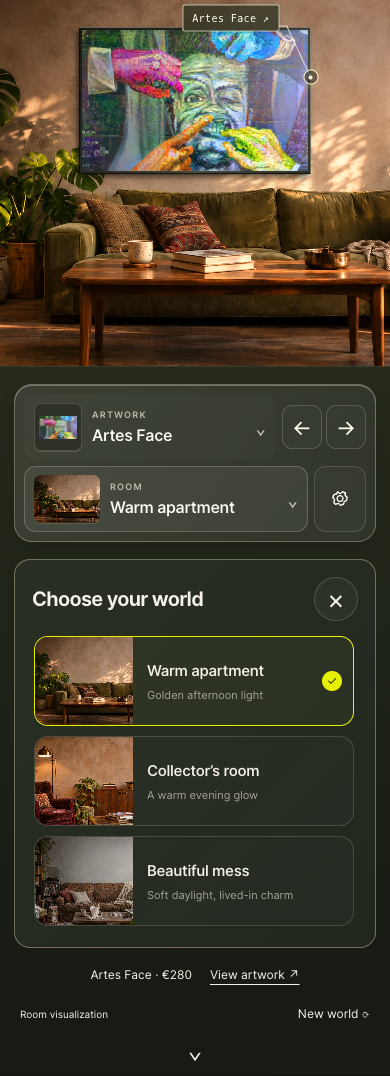 Artes Face ↗
ARTWORK
Artes Face
ROOM
Warm apartment
Choose your world
Warm apartment
Golden afternoon light
Collector’s room
A warm evening glow
Beautiful mess
Soft daylight, lived-in charm
Artes Face · €280 View artwork ↗
Room visualization New world ⟳